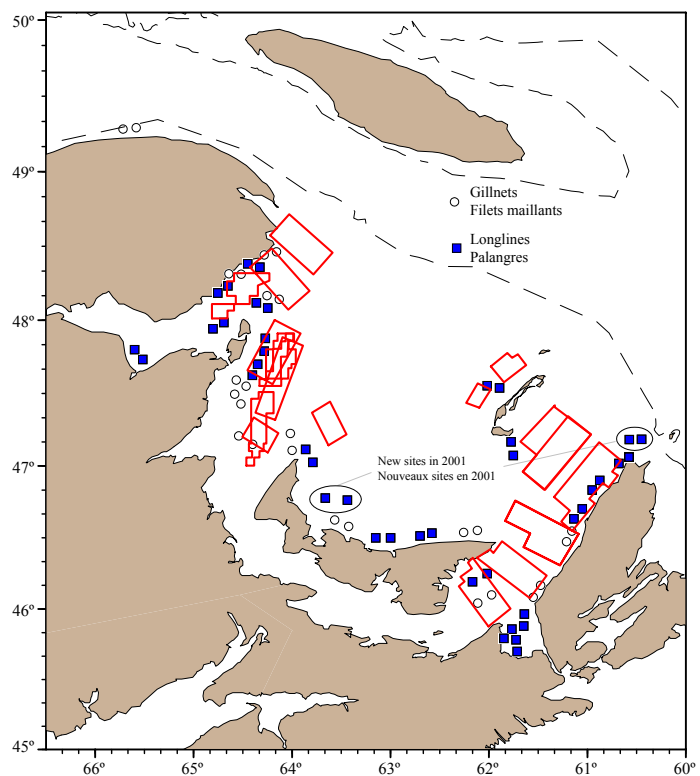 50°
49°
Gillnets
Filets maillants
Longlines
Palangres
48°
47°
New sites in 2001
Nouveaux sites en 2001
46°
45°
66° 65° 64° 63° 62° 61° 60°